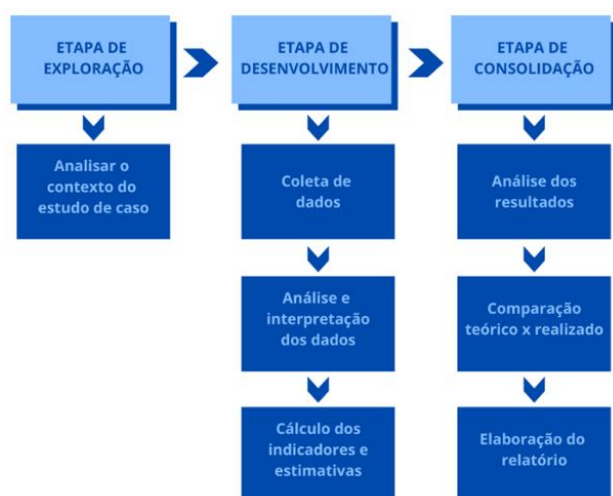 ETAPA DE
EXPLORAÇÃO
ETAPA DE
DESENVOLVIMENTO
ETAPA DE
CONSOLIDAÇÃO
Analisar o
contexto do
estudo de caso
Coleta de
dados
Análise dos
resultados
Análise e
interpretação
dos dados
Comparação
teórico x realizado
Cálculo dos
indicadores e
estimativas
Elaboração do
relatório